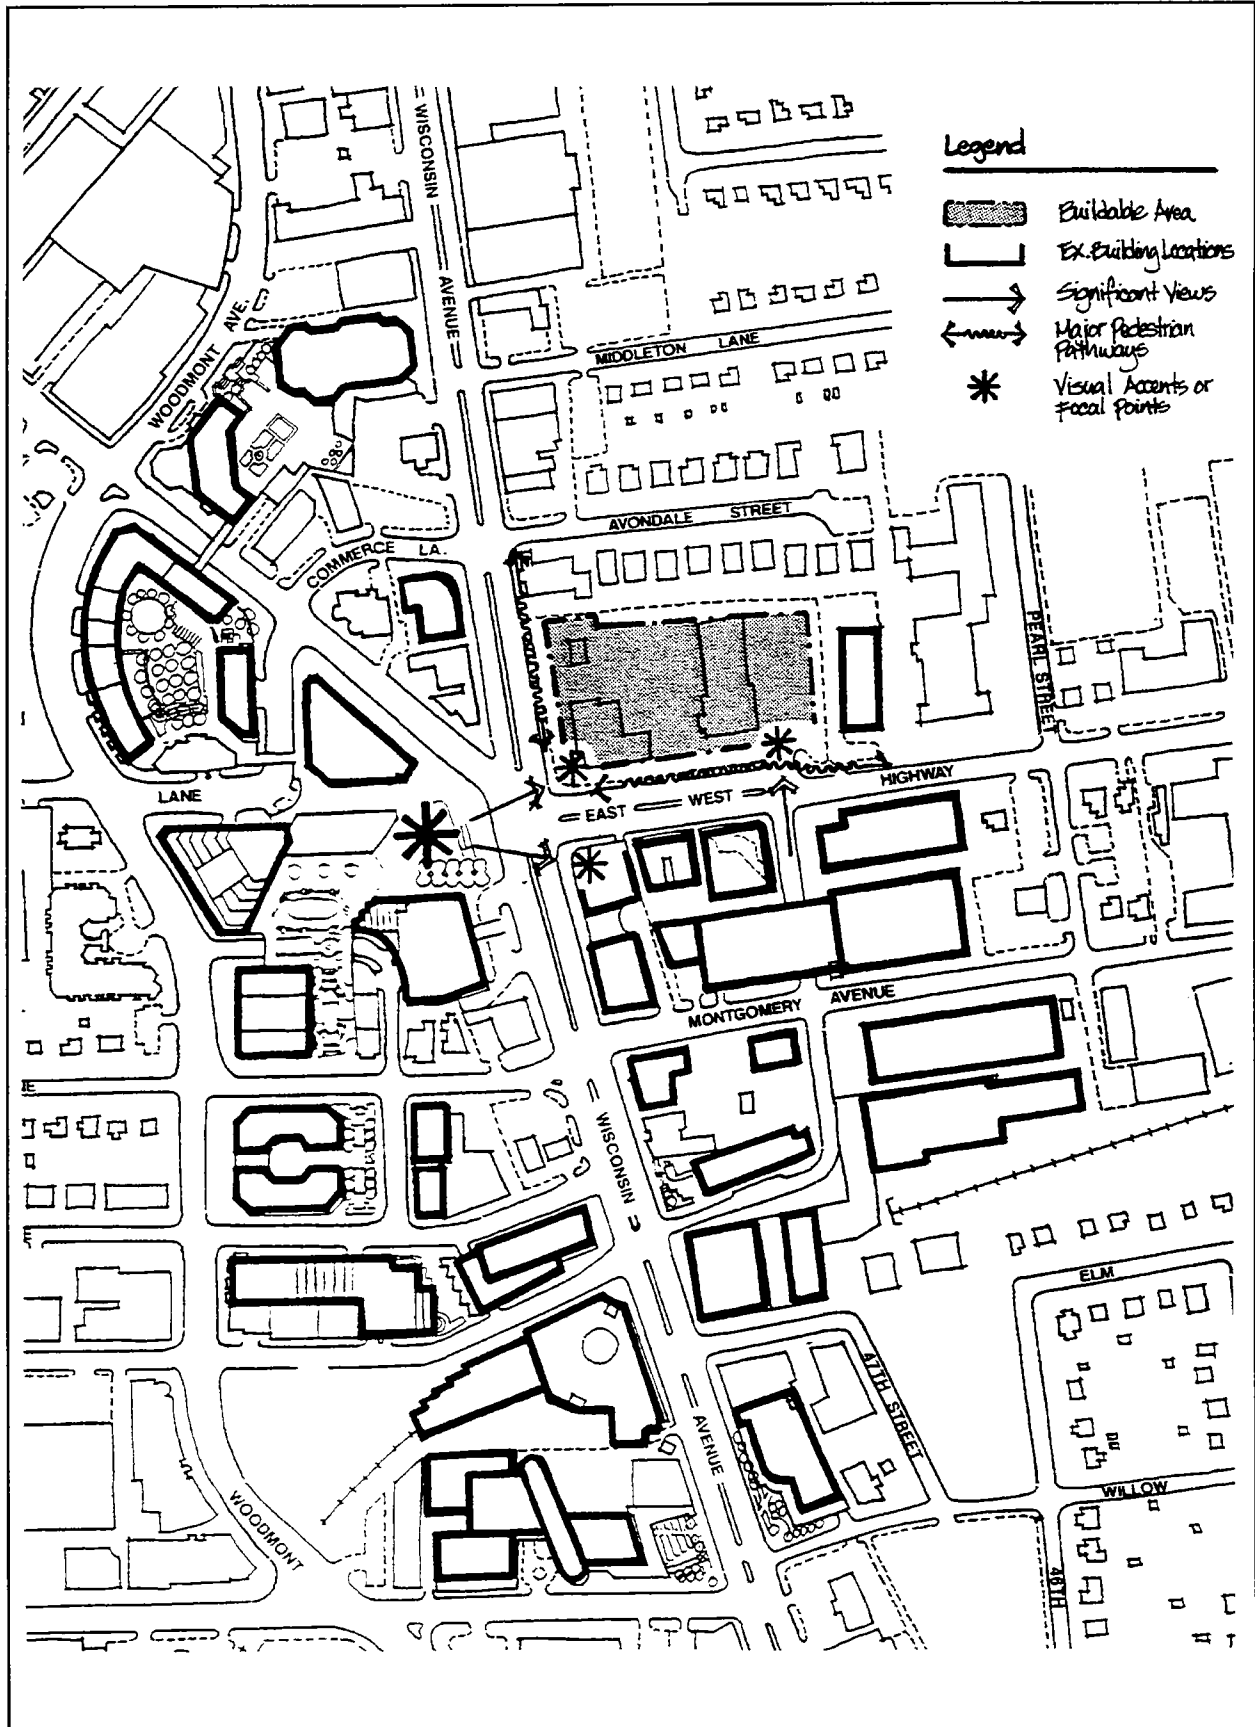 Legend
Buildable Area
Ex. Building Locations
Significant Views
Major Pedestrian
Pathways
Visual Accents or
Focal Points
WISCONSIN
AVENUE
WOODMONT AVE.
MIDDLETON LANE
AVONDALE STREET
COMMERCE LA.
PEARL STREET
LANE
EAST WEST HIGHWAY
MONTGOMERY AVENUE
WISCONSIN
AVENUE
ELM
47TH STREET
WILLOW
46TH
WOODMONT